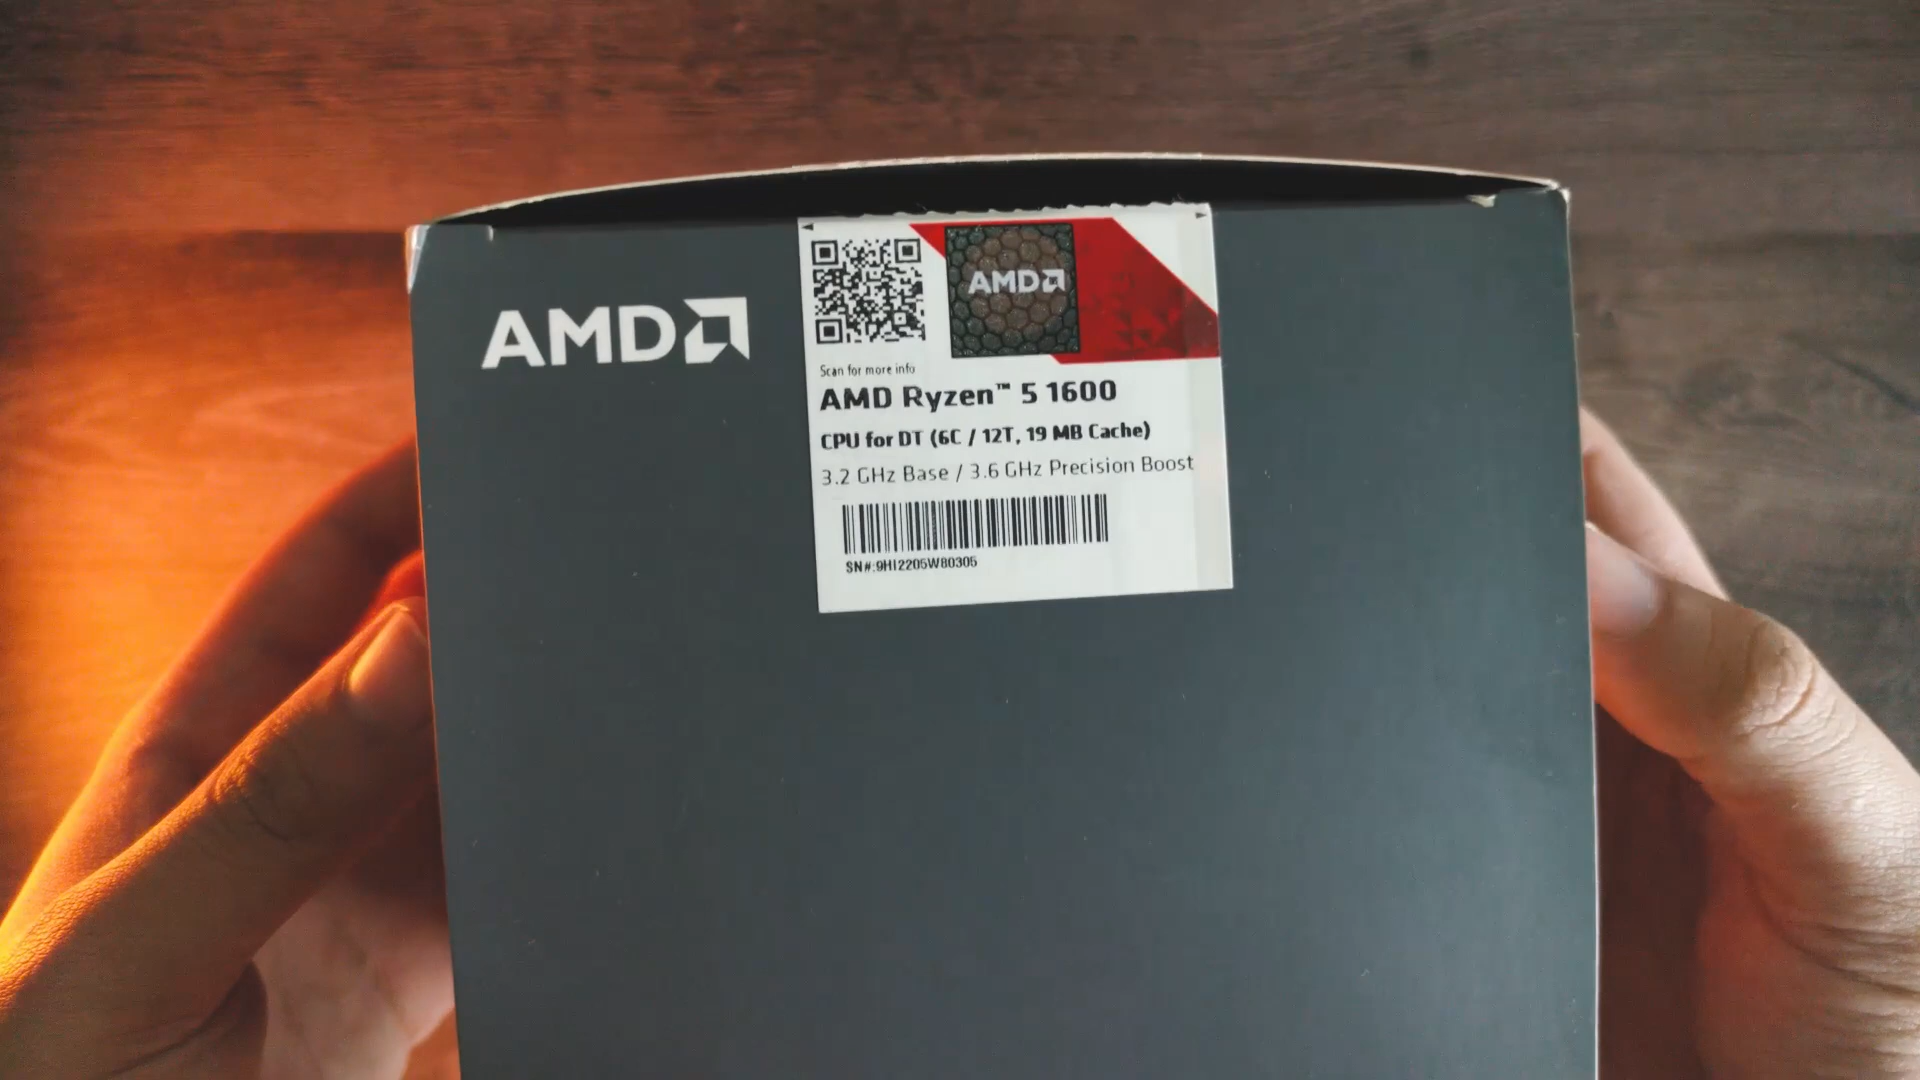 AMD
AMD
Scan for more info
AMD Ryzen™ 5 1600
CPU for DT (6C / 12T, 19 MB Cache)
3.2 GHz Base / 3.6 GHz Precision Boost
SN#:9HI2205W80305